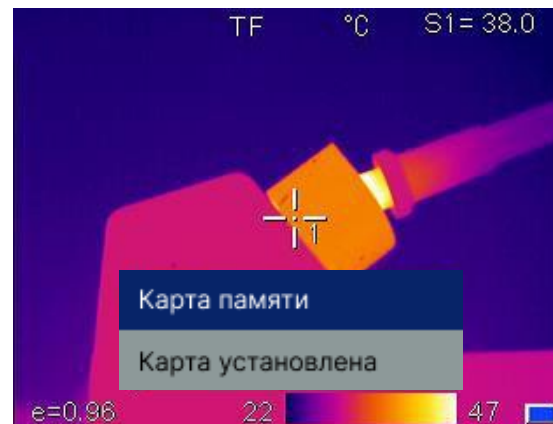 TF °C S1= 38.0
1
Карта памяти
Карта установлена
e=0.96 22 47